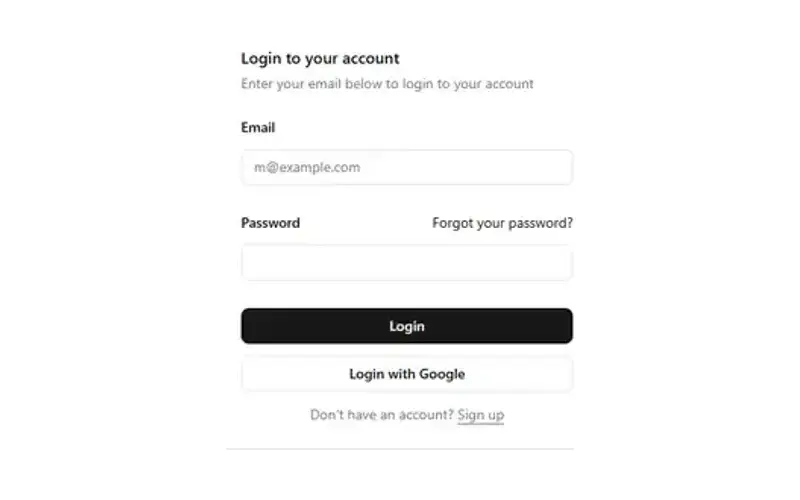 Login to your account
Enter your email below to login to your account
Email
m@example.com
Password Forgot your password?
Login
Login with Google
Don't have an account? Sign up